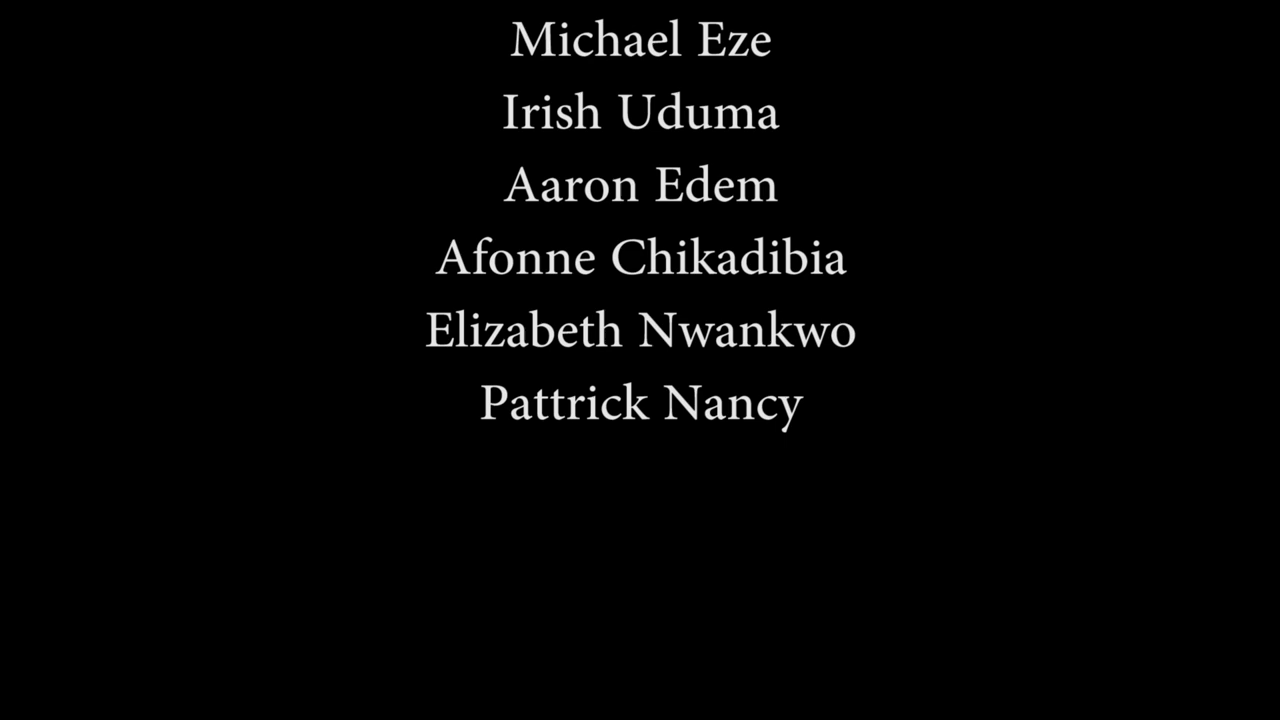 Michael Eze
Irish Uduma
Aaron Edem
Afonne Chikadibia
Elizabeth Nwankwo
Pattrick Nancy